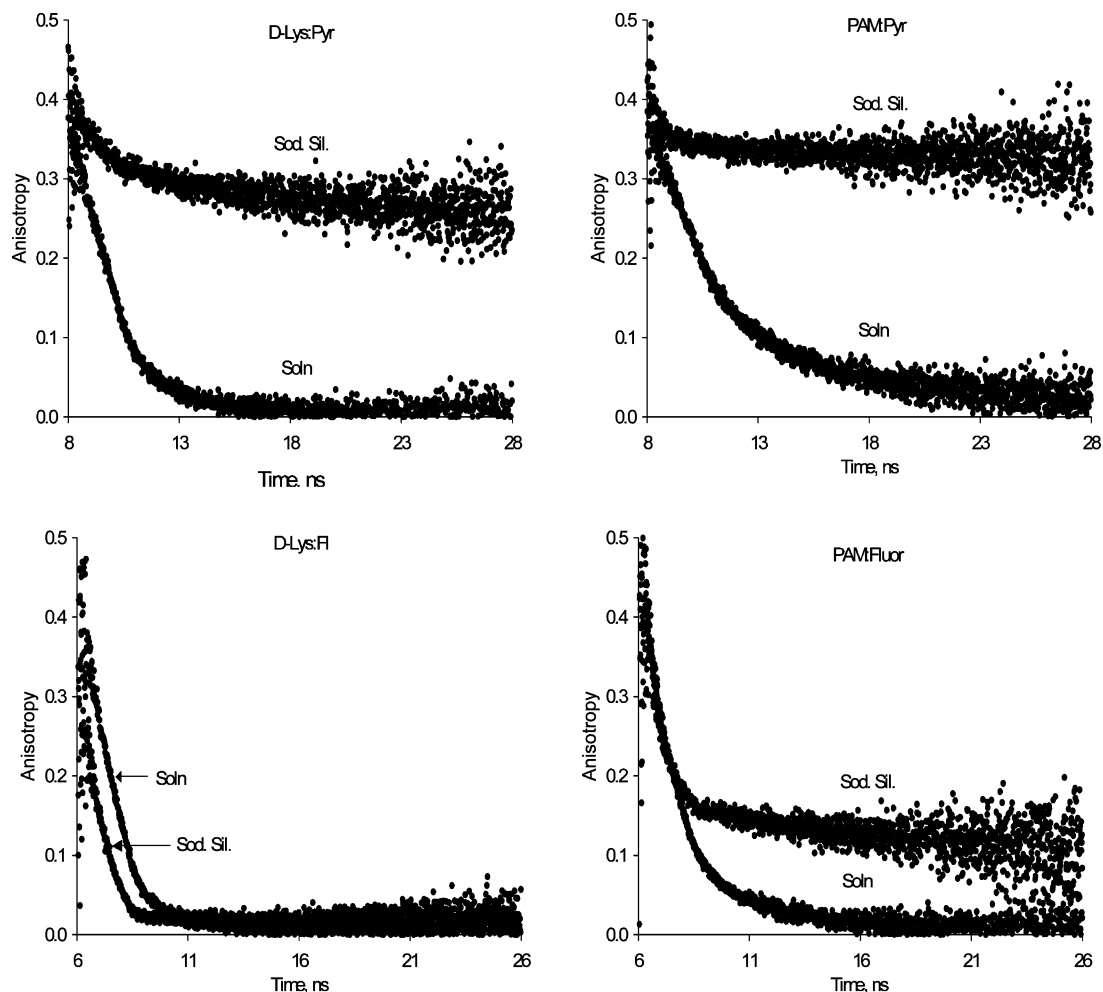 D-Lys:Pyr
0.5
0.4
0.3
0.2
0.1
0.0
Anisotropy
Sod. Sil.
Soln
8 13 18 23 28
Time. ns
PAM:Pyr
0.5
0.4
0.3
0.2
0.1
0.0
Anisotropy
Sod. Sil.
Soln
8 13 18 23 28
Time, ns
D-Lys:Fl
0.5
0.4
0.3
0.2
0.1
0.0
Anisotropy
Soln
Sod. Sil.
6 11 16 21 26
Time, ns
PAM:Fluor
0.5
0.4
0.3
0.2
0.1
0.0
Anisotropy
Sod. Sil.
Soln
6 11 16 21 26
Time, ns